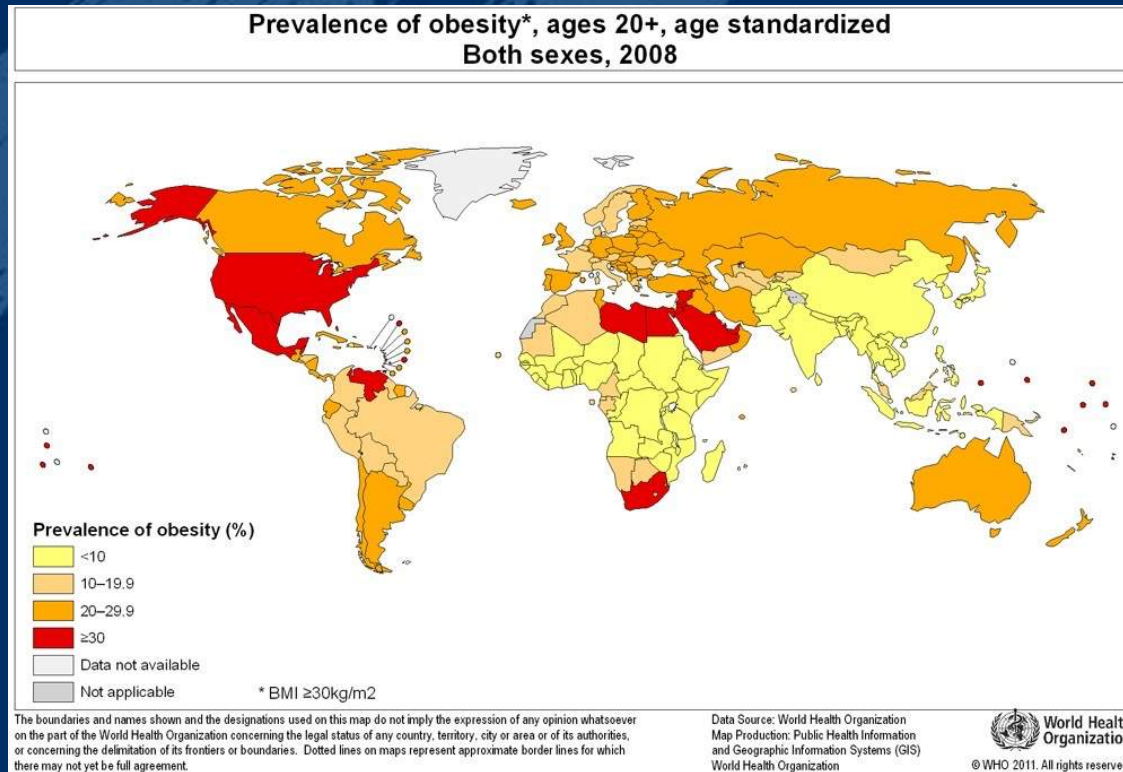 Prevalence of obesity*, ages 20+, age standardized
Both sexes, 2008
Prevalence of obesity (%)
<10
10–19.9
20–29.9
≥30
Data not available
Not applicable
* BMI ≥30kg/m2
The boundaries and names shown and the designations used on this map do not imply the expression of any opinion whatsoever
on the part of the World Health Organization concerning the legal status of any country, territory, city or area or of its authorities,
or concerning the delimitation of its frontiers or boundaries.  Dotted lines on maps represent approximate border lines for which
there may not yet be full agreement.
Data Source: World Health Organization
Map Production: Public Health Information
and Geographic Information Systems (GIS)
World Health Organization
World Healt
Organizatio
© WHO 2011. All rights reserve